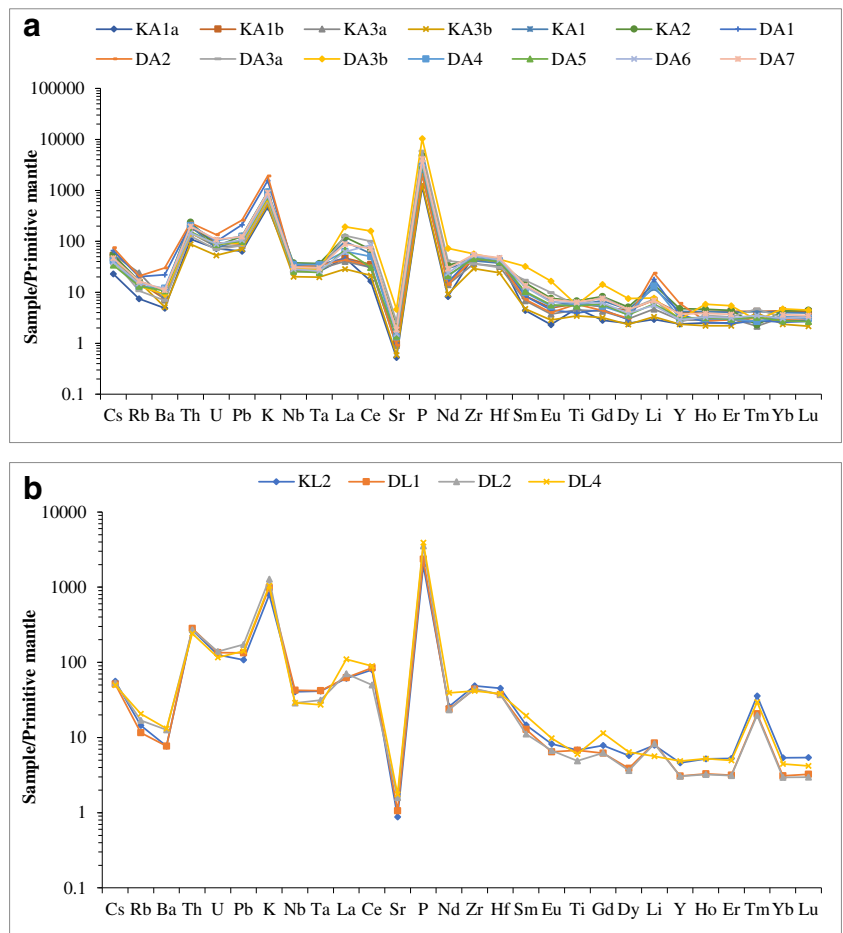 a
KA1a KA1b KA3a KA3b KA1 KA2 DA1
DA2 DA3a DA3b DA4 DA5 DA6 DA7
100000
10000
1000
100
10
1
0.1
Sample/Primitive mantle
Cs Rb Ba Th U Pb K Nb Ta La Ce Sr P Nd Zr Hf Sm Eu Ti Gd Dy Li Y Ho Er Tm Yb Lu
b
KL2 DL1 DL2 DL4
10000
1000
100
10
1
0.1
Sample/Primitive mantle
Cs Rb Ba Th U Pb K Nb Ta La Ce Sr P Nd Zr Hf Sm Eu Ti Gd Dy Li Y Ho Er Tm Yb Lu